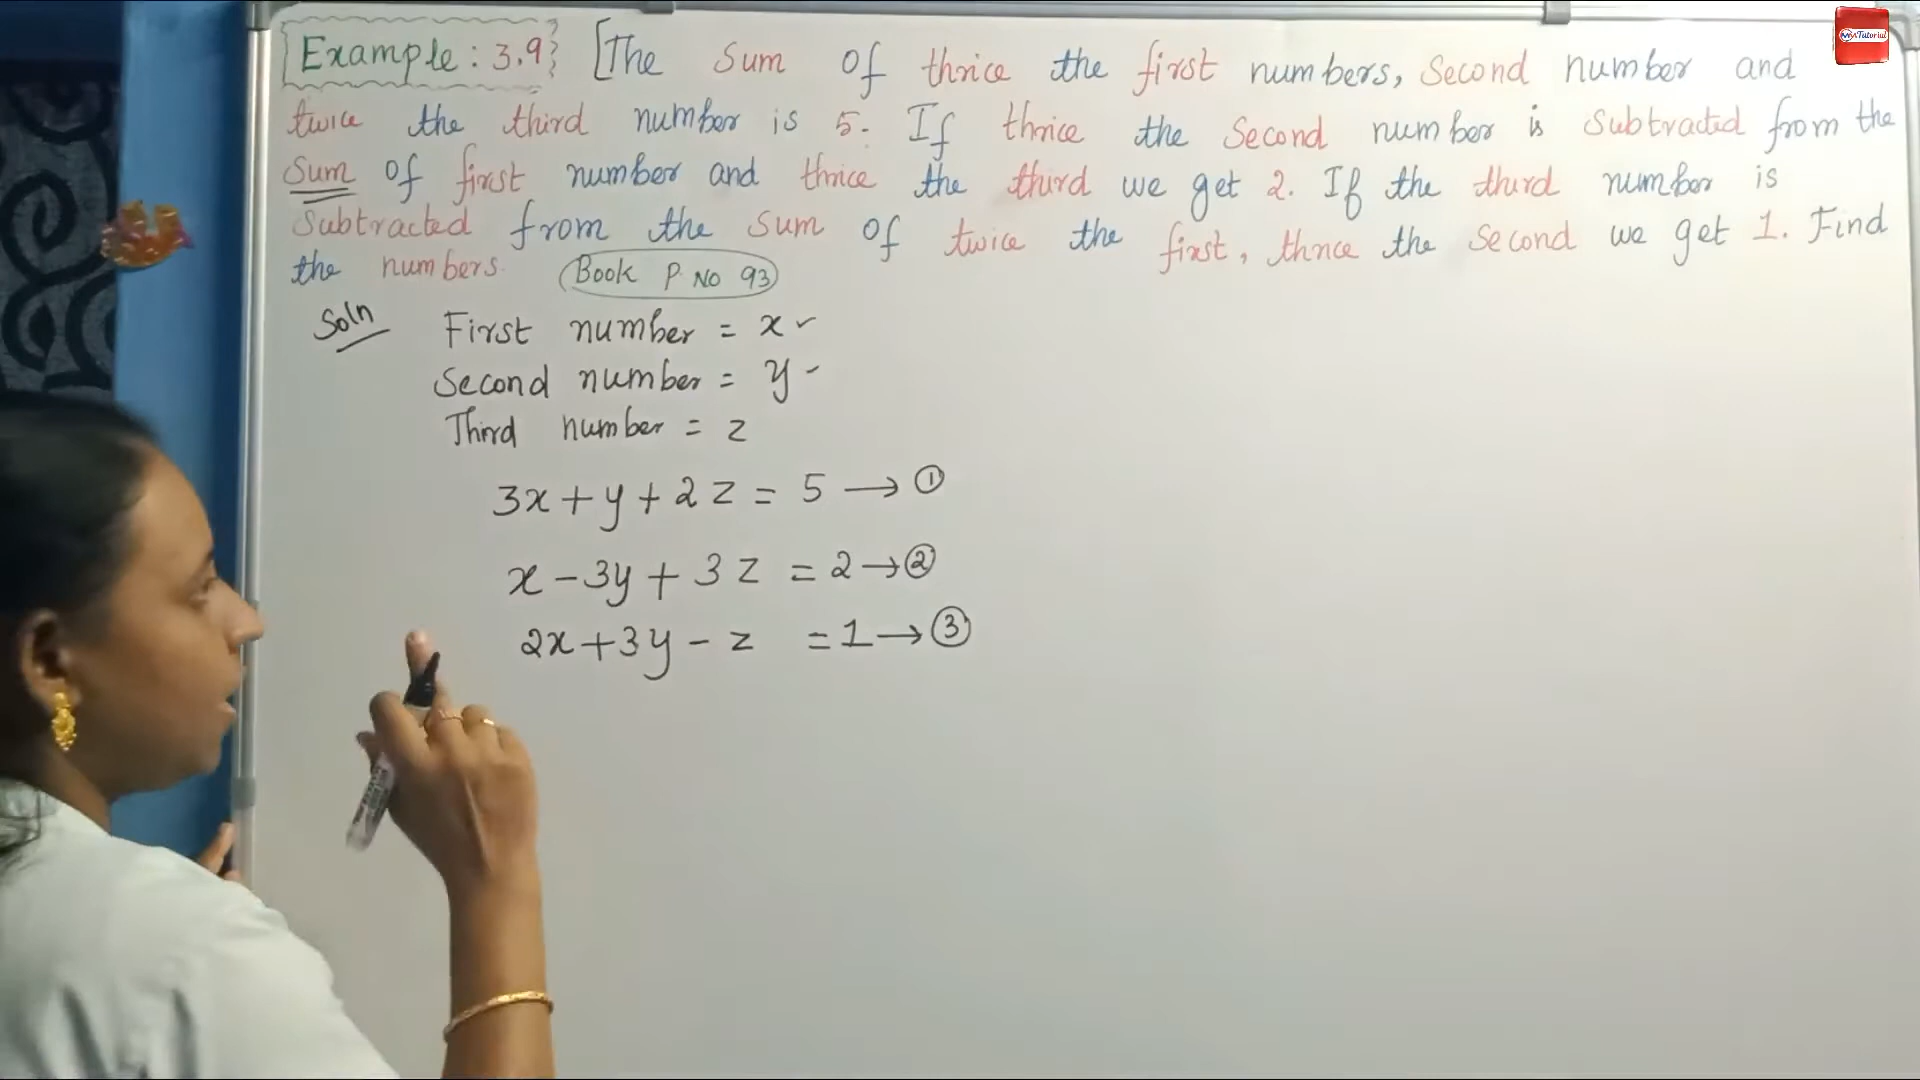 Example: 3.9 [The Sum of thrice the first numbers, Second number and
twice the third number is 5. If thrice the Second number is Subtracted from the
Sum of first number and thrice the third we get 2. If the third number is
Subtracted from the Sum of twice the first, thrice the Second we get 1. Find
the numbers. Book P. No 93
Soln First number = x
Second number = y
Third number = z
3x + y + 2z = 5 → ①
x - 3y + 3z = 2 → ②
2x + 3y - z = 1 → ③